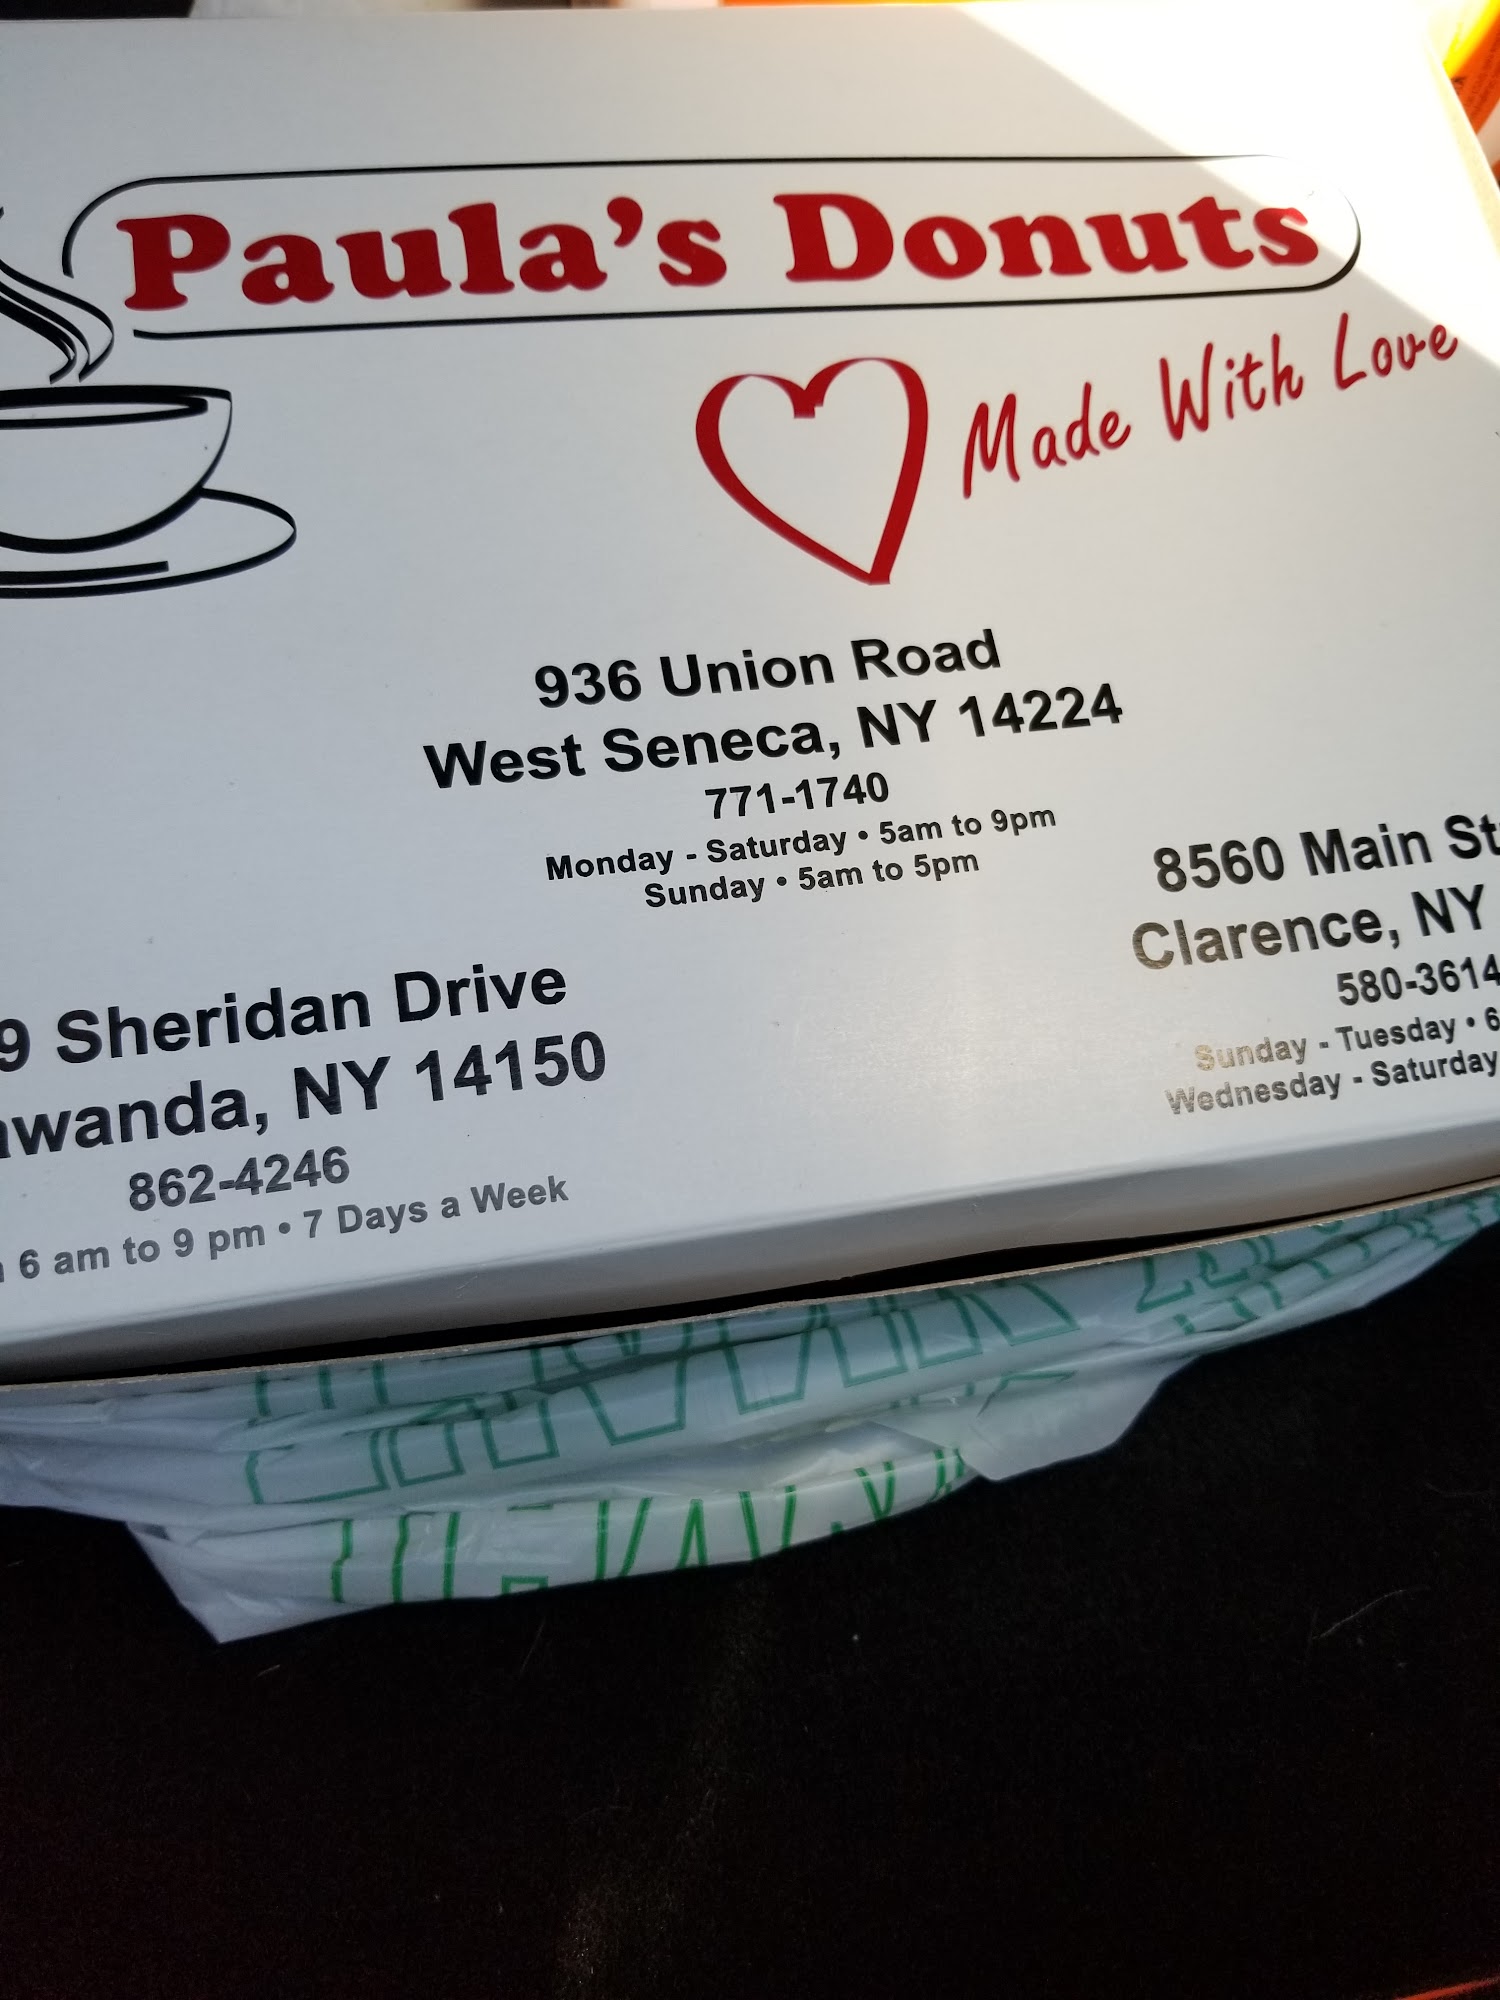 Paula's Donuts
Made With Love
936 Union Road
West Seneca, NY 14224
771-1740
Monday - Saturday • 5am to 9pm
Sunday • 5am to 5pm
9 Sheridan Drive
awanda, NY 14150
862-4246
6 am to 9 pm • 7 Days a Week
8560 Main St
Clarence, NY
580-3614
Sunday - Tuesday • 6
Wednesday - Saturday